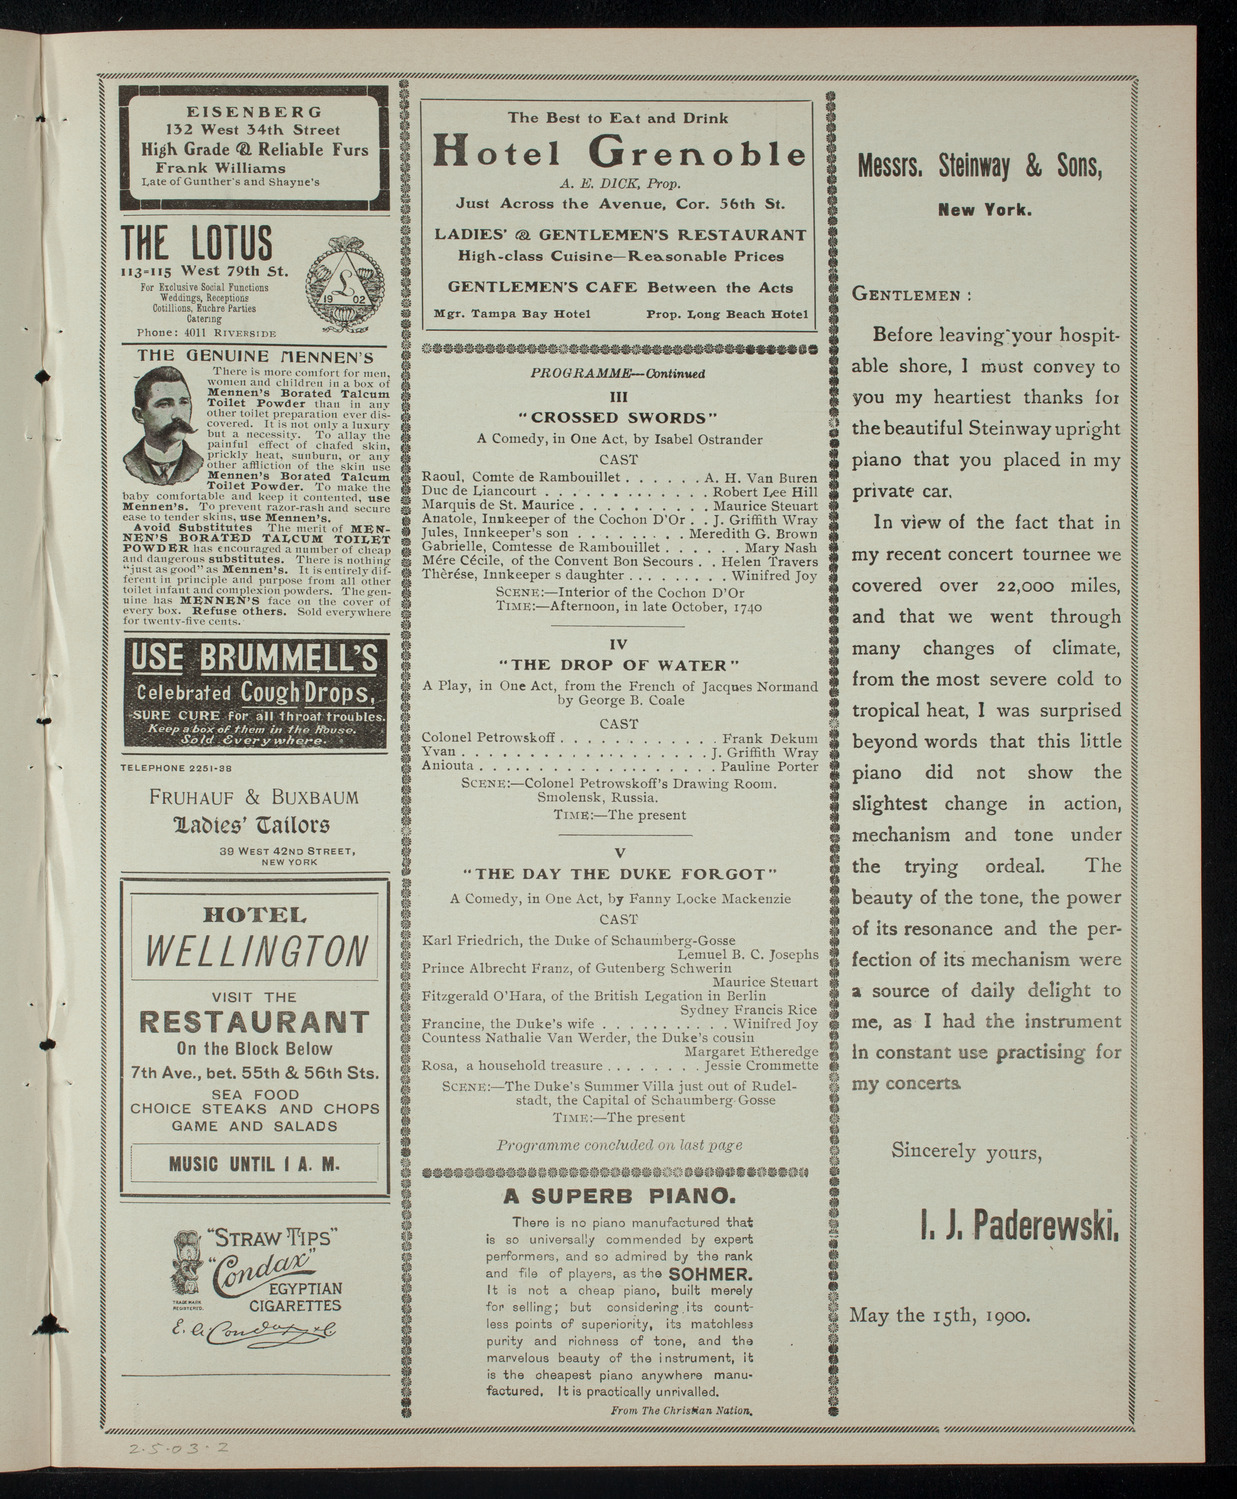 EISENBERG
132 West 34th Street
High Grade & Reliable Furs
Frank Williams
Late of Gunther's and Shayne's
THE LOTUS
113=115 West 79th St.
For Exclusive Social Functions
Weddings, Receptions
Cotillions, Euchre Parties
Catering
Phone: 4011 RIVERSIDE
L
19 02
THE GENUINE MENNEN'S
There is more comfort for men,
women and children in a box of
Mennen's Borated Talcum
Toilet Powder than in any
other toilet preparation ever dis-
covered. It is not only a luxury
but a necessity. To allay the
painful effect of chafed skin,
prickly heat, sunburn, or any
other affliction of the skin use
Mennen's Borated Talcum
Toilet Powder. To make the
baby comfortable and keep it contented, use
Mennen's. To prevent razor-rash and secure
ease to tender skins, use Mennen's.
Avoid Substitutes The merit of MEN-
NEN'S BORATED TALCUM TOILET
POWDER has encouraged a number of cheap
and dangerous substitutes. There is nothing
"just as good" as Mennen's. It is entirely dif-
ferent in principle and purpose from all other
toilet infant and complexion powders. The gen-
uine has MENNEN'S face on the cover of
every box. Refuse others. Sold everywhere
for twenty-five cents.
USE BRUMMELL'S
Celebrated Cough Drops,
SURE CURE for all throat troubles.
Keep a box of them in the House.
Sold Everywhere.
TELEPHONE 2251-38
FRUHAUF & BUXBAUM
Ladies' Tailors
39 WEST 42ND STREET,
NEW YORK
HOTEL
WELLINGTON
VISIT THE
RESTAURANT
On the Block Below
7th Ave., bet. 55th & 56th Sts.
SEA FOOD
CHOICE STEAKS AND CHOPS
GAME AND SALADS
MUSIC UNTIL 1 A. M.
"STRAW TIPS"
"Condax"
EGYPTIAN
CIGARETTES
TRADE MARK
REGISTERED.
E. A. Condax & Co
2.5.03.2
The Best to Eat and Drink
Hotel Grenoble
A. E. DICK, Prop.
Just Across the Avenue, Cor. 56th St.
LADIES' & GENTLEMEN'S RESTAURANT
High-class Cuisine—Reasonable Prices
GENTLEMEN'S CAFE Between the Acts
Mgr. Tampa Bay Hotel Prop. Long Beach Hotel
PROGRAMME—Continued
III
"CROSSED SWORDS"
A Comedy, in One Act, by Isabel Ostrander
CAST
Raoul, Comte de Rambouillet . . . . . . A. H. Van Buren
Duc de Liancourt . . . . . . . . . . . . Robert Lee Hill
Marquis de St. Maurice . . . . . . . . . Maurice Steuart
Anatole, Innkeeper of the Cochon D'Or . . J. Griffith Wray
Jules, Innkeeper's son . . . . . . . . . Meredith G. Brown
Gabrielle, Comtesse de Rambouillet . . . . . . Mary Nash
Mére Cécile, of the Convent Bon Secours . . Helen Travers
Thèrése, Innkeeper s daughter . . . . . . . . . Winifred Joy
SCENE:—Interior of the Cochon D'Or
TIME:—Afternoon, in late October, 1740
IV
"THE DROP OF WATER"
A Play, in One Act, from the French of Jacques Normand
by George B. Coale
CAST
Colonel Petrowskoff . . . . . . . . . . . . Frank Dekum
Yvan . . . . . . . . . . . . . . . . . . . J. Griffith Wray
Aniouta . . . . . . . . . . . . . . . . . . Pauline Porter
SCENE:—Colonel Petrowskoff's Drawing Room.
Smolensk, Russia.
TIME:—The present
V
"THE DAY THE DUKE FORGOT"
A Comedy, in One Act, by Fanny Locke Mackenzie
CAST
Karl Friedrich, the Duke of Schaumberg-Gosse
Lemuel B. C. Josephs
Prince Albrecht Franz, of Gutenberg Schwerin
Maurice Steuart
Fitzgerald O'Hara, of the British Legation in Berlin
Sydney Francis Rice
Francine, the Duke's wife . . . . . . . . . . . Winifred Joy
Countess Nathalie Van Werder, the Duke's cousin
Margaret Etheredge
Rosa, a household treasure . . . . . . . . Jessie Crommette
SCENE:—The Duke's Summer Villa just out of Rudel-
stadt, the Capital of Schaumberg-Gosse
TIME:—The present
Programme concluded on last page
A SUPERB PIANO.
There is no piano manufactured that
is so universally commended by expert
performers, and so admired by the rank
and file of players, as the SOHMER.
It is not a cheap piano, built merely
for selling; but considering its count-
less points of superiority, its matchless
purity and richness of tone, and the
marvelous beauty of the instrument, it
is the cheapest piano anywhere manu-
factured. It is practically unrivalled.
From The Christian Nation.
Messrs. Steinway & Sons,
New York.
GENTLEMEN :
Before leaving your hospit-
able shore, I must convey to
you my heartiest thanks for
the beautiful Steinway upright
piano that you placed in my
private car.
In view of the fact that in
my recent concert tournee we
covered over 22,000 miles,
and that we went through
many changes of climate,
from the most severe cold to
tropical heat, I was surprised
beyond words that this little
piano did not show the
slightest change in action,
mechanism and tone under
the trying ordeal. The
beauty of the tone, the power
of its resonance and the per-
fection of its mechanism were
a source of daily delight to
me, as I had the instrument
in constant use practising for
my concerts.
Sincerely yours,
I. J. Paderewski.
May the 15th, 1900.